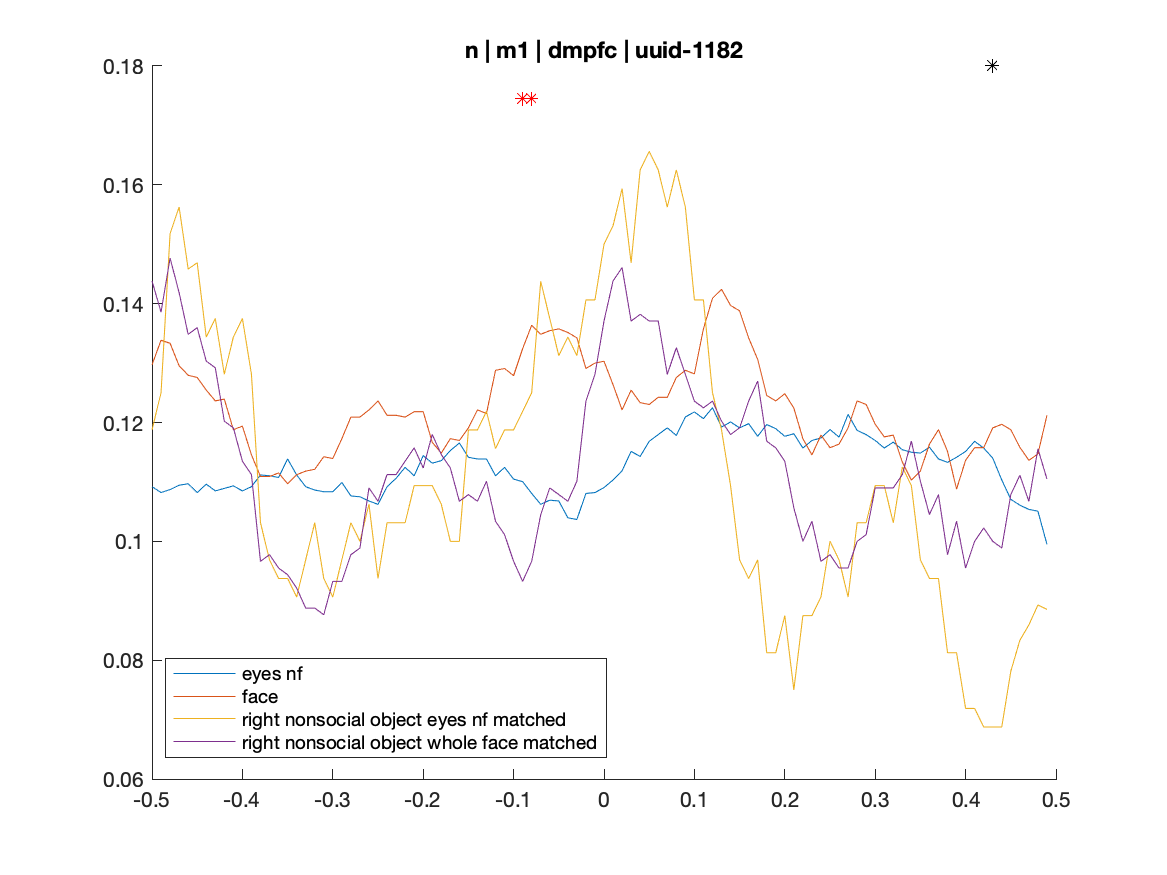 n | m1 | dmpfc | uuid-1182
0.18
0.16
0.14
0.12
0.1
0.08
0.06
eyes nf
face
right nonsocial object eyes nf matched
right nonsocial object whole face matched
-0.5 -0.4 -0.3 -0.2 -0.1 0 0.1 0.2 0.3 0.4 0.5